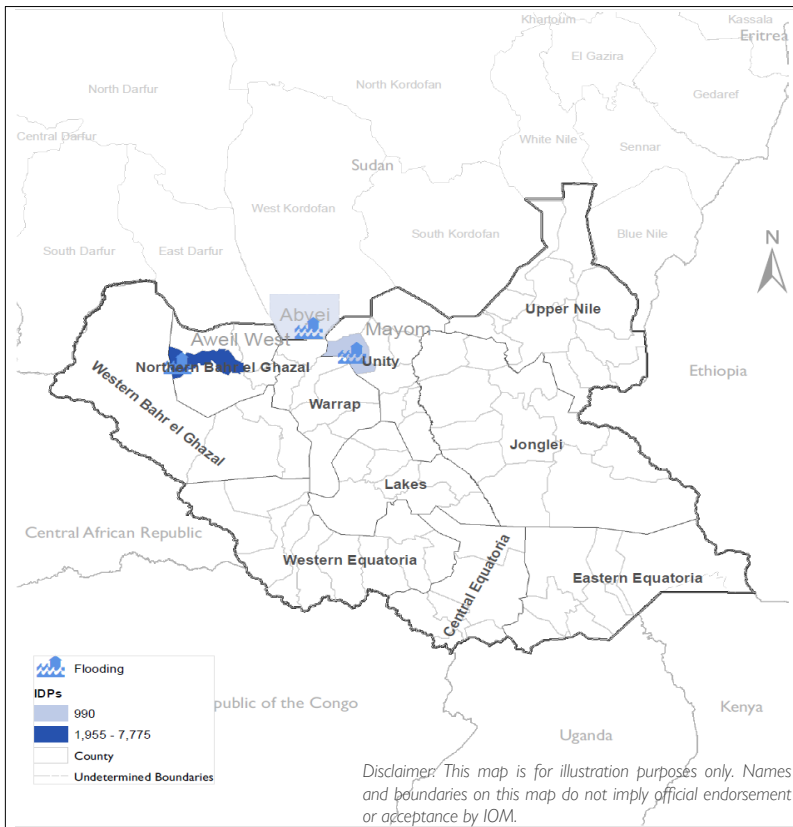 Khartoum
Kassala
Eritrea
El Gazira
North Darfur
North Kordofan
Gedaref
Central Darfur
White Nile
Sennar
Sudan
West Kordofan
South Kordofan
Blue Nile
South Darfur
East Darfur
N
Abyei
Upper Nile
Mayom
Aweil West
Northern Bahr el Ghazal
Unity
Ethiopia
Western Bahr el Ghazal
Warrap
Jonglei
Lakes
Central African Republic
Western Equatoria
Central Equatoria
Eastern Equatoria
Flooding
IDPs
990
1,955 - 7,775
County
Undetermined Boundaries
public of the Congo
Kenya
Uganda
Disclaimer: This map is for illustration purposes only. Names
and boundaries on this map do not imply official endorsement
or acceptance by IOM.